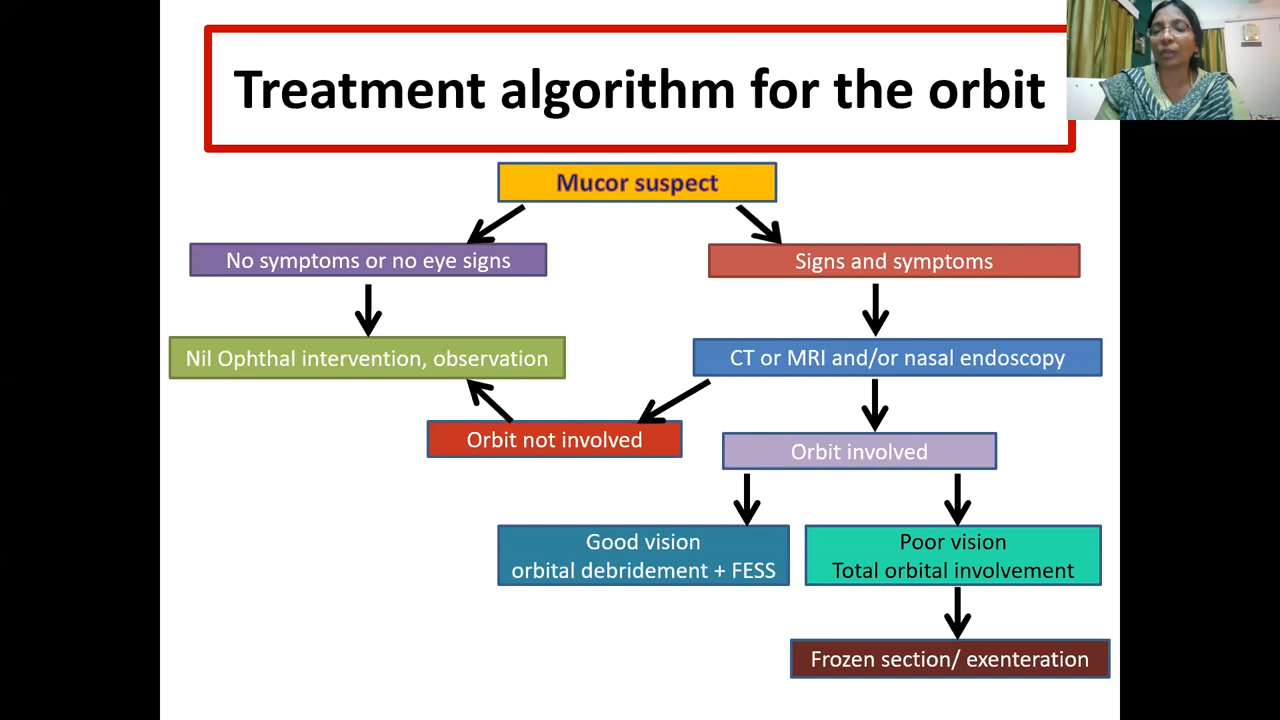 Treatment algorithm for the orbit
Mucor suspect
No symptoms or no eye signs
Signs and symptoms
Nil Ophthal intervention, observation
CT or MRI and/or nasal endoscopy
Orbit not involved
Orbit involved
Good vision
orbital debridement + FESS
Poor vision
Total orbital involvement
Frozen section/ exenteration